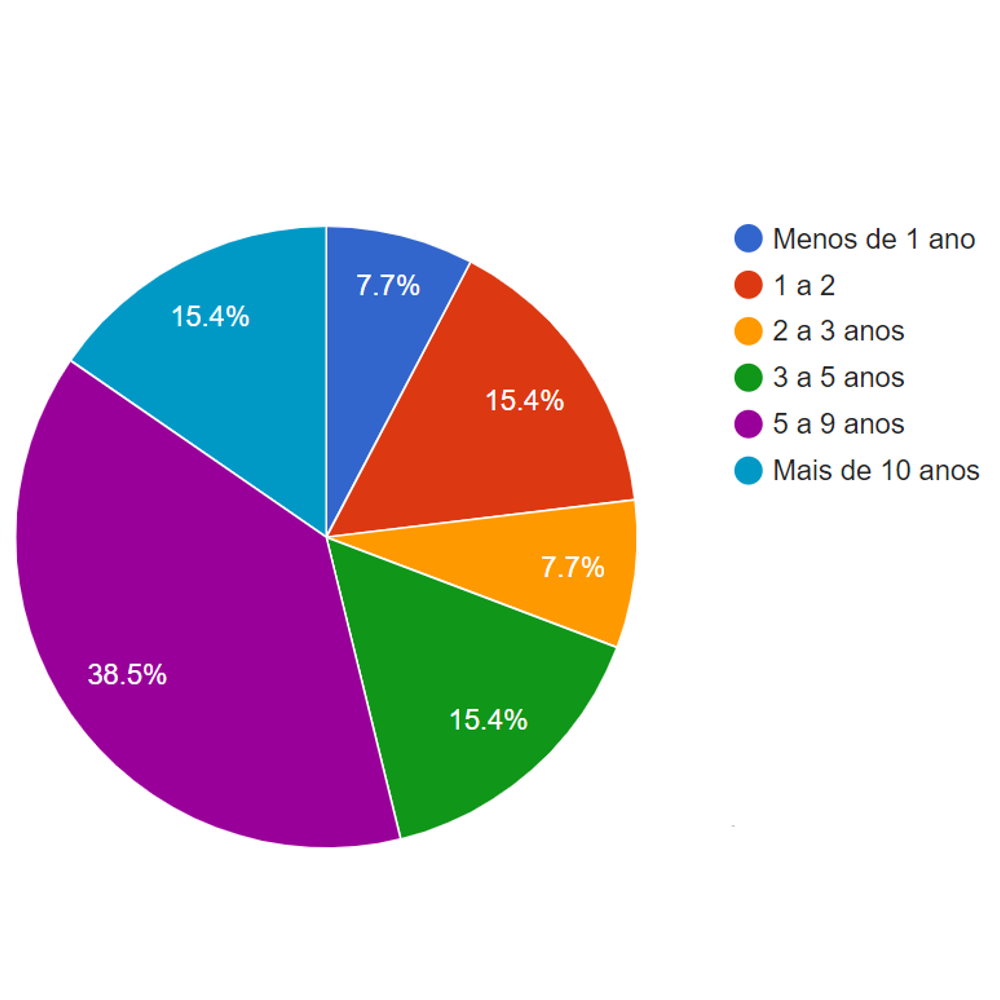 Menos de 1 ano
1 a 2
2 a 3 anos
3 a 5 anos
5 a 9 anos
Mais de 10 anos
7.7%
15.4%
15.4%
7.7%
38.5%
15.4%